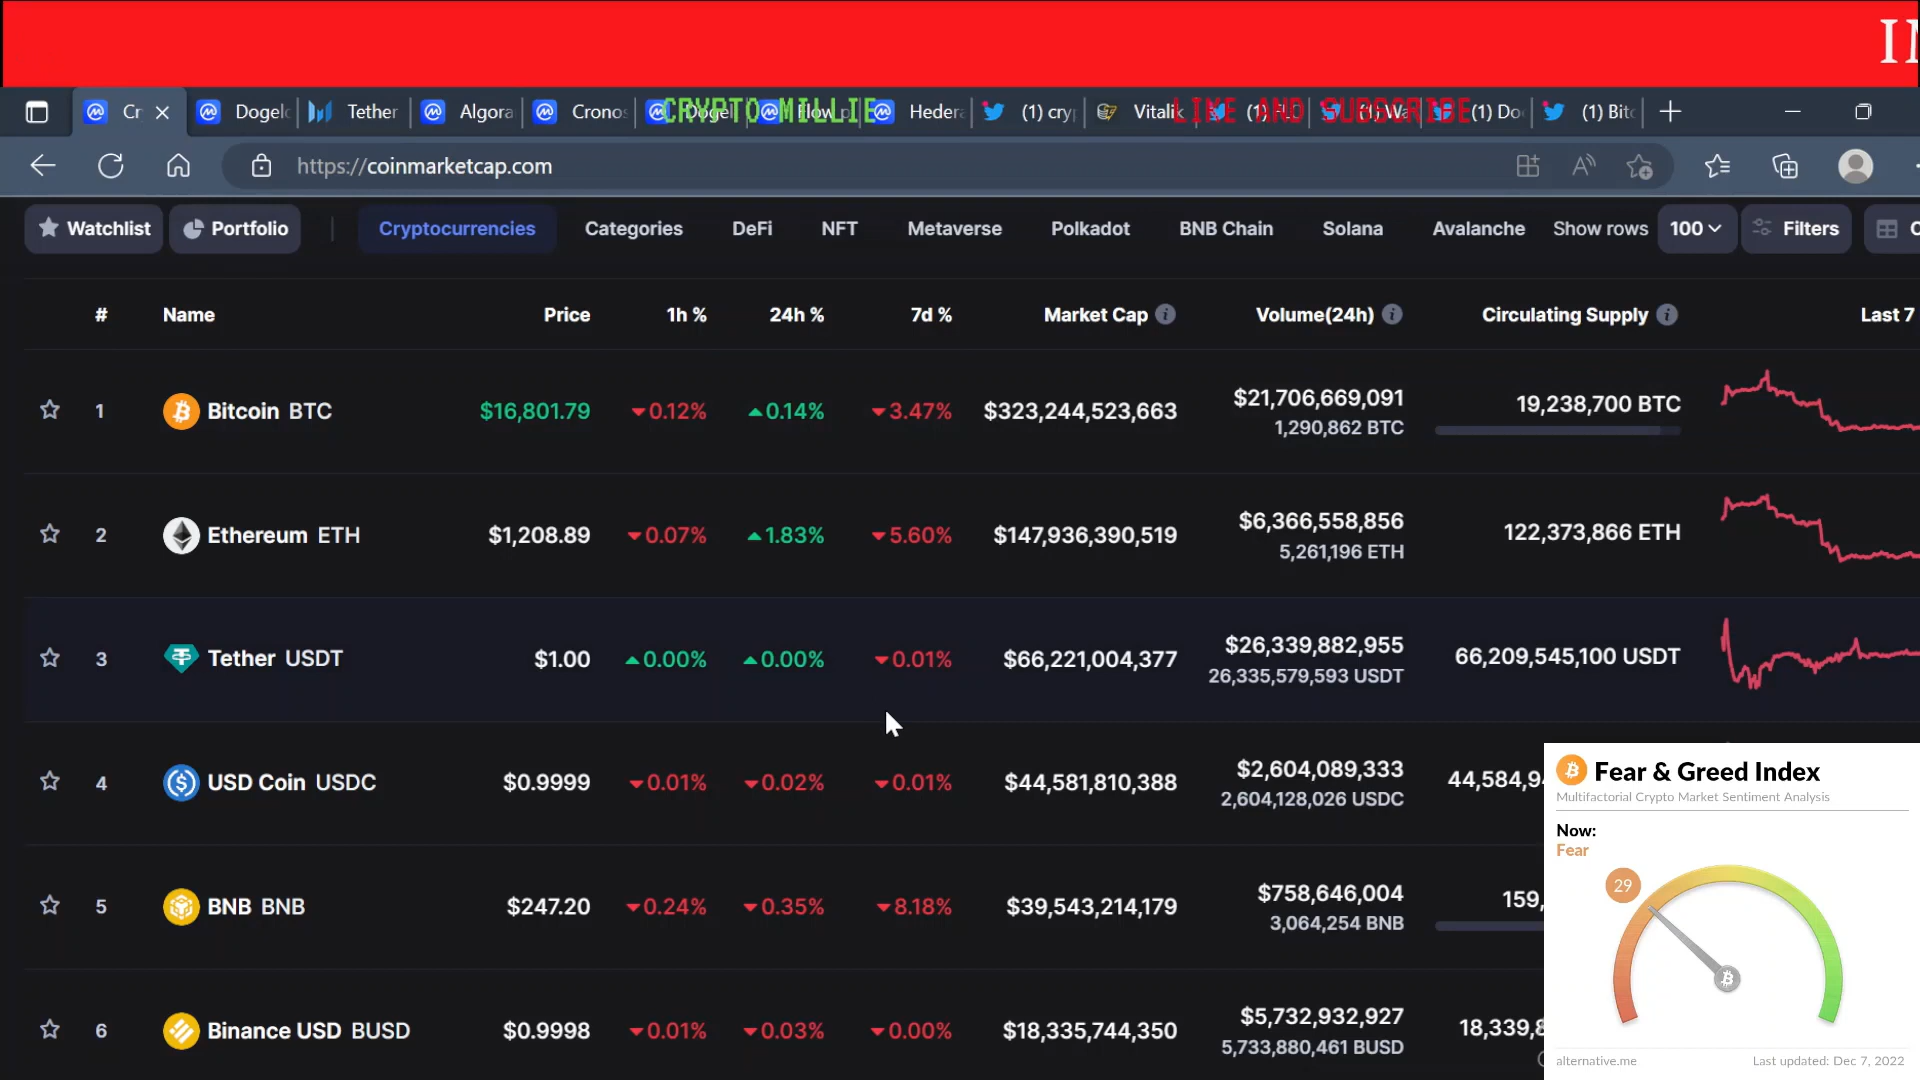 Cr Dogel Tether Algora Cronos Dogel Flow p Heder (1) cry Vitalik (1) Do (1) Bitc
CRYPTO MILLIE LIKE AND SUBSCRIBE
https://coinmarketcap.com
Watchlist Portfolio Cryptocurrencies Categories DeFi NFT Metaverse Polkadot BNB Chain Solana Avalanche Show rows 100 Filters
# Name Price 1h % 24h % 7d % Market Cap Volume(24h) Circulating Supply Last 7
1 Bitcoin BTC $16,801.79 0.12% 0.14% 3.47% $323,244,523,663 $21,706,669,091 19,238,700 BTC
1,290,862 BTC
2 Ethereum ETH $1,208.89 0.07% 1.83% 5.60% $147,936,390,519 $6,366,558,856 122,373,866 ETH
5,261,196 ETH
3 Tether USDT $1.00 0.00% 0.00% 0.01% $66,221,004,377 $26,339,882,955 66,209,545,100 USDT
26,335,579,593 USDT
4 USD Coin USDC $0.9999 0.01% 0.02% 0.01% $44,581,810,388 $2,604,089,333 44,584,94
2,604,128,026 USDC
5 BNB BNB $247.20 0.24% 0.35% 8.18% $39,543,214,179 $758,646,004 159,
3,064,254 BNB
6 Binance USD BUSD $0.9998 0.01% 0.03% 0.00% $18,335,744,350 $5,732,932,927 18,339,8
5,733,880,461 BUSD
Fear & Greed Index
Multifactorial Crypto Market Sentiment Analysis
Now:
Fear
29
alternative.me Last updated: Dec 7, 2022